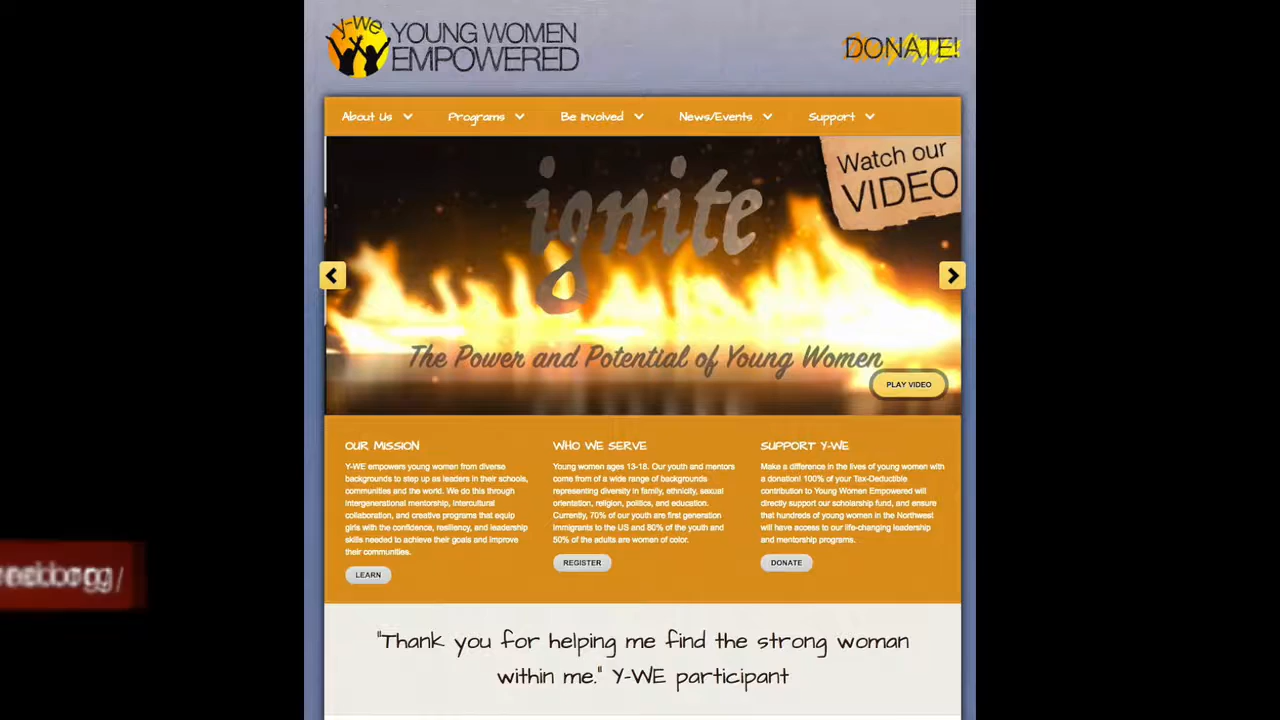 y-we
YOUNG WOMEN
EMPOWERED
DONATE!
About Us Programs Be Involved News/Events Support
ignite
Watch our
VIDEO
The Power and Potential of Young Women
PLAY VIDEO
OUR MISSION
Y-WE empowers young women from diverse
backgrounds to step up as leaders in their schools,
communities and the world. We do this through
intergenerational mentorship, intercultural
collaboration, and creative programs that equip
girls with the confidence, resiliency, and leadership
skills needed to achieve their goals and improve
their communities.
LEARN
WHO WE SERVE
Young women ages 13-18. Our youth and mentors
come from of a wide range of backgrounds
representing diversity in family, ethnicity, sexual
orientation, religion, politics, and education.
Currently, 70% of our youth are first generation
immigrants to the US and 80% of the youth and
50% of the adults are women of color.
REGISTER
SUPPORT Y-WE
Make a difference in the lives of young women with
a donation! 100% of your Tax-Deductible
contribution to Young Women Empowered will
directly support our scholarship fund, and ensure
that hundreds of young women in the Northwest
will have access to our life-changing leadership
and mentorship programs.
DONATE
"Thank you for helping me find the strong woman
within me." Y-WE participant